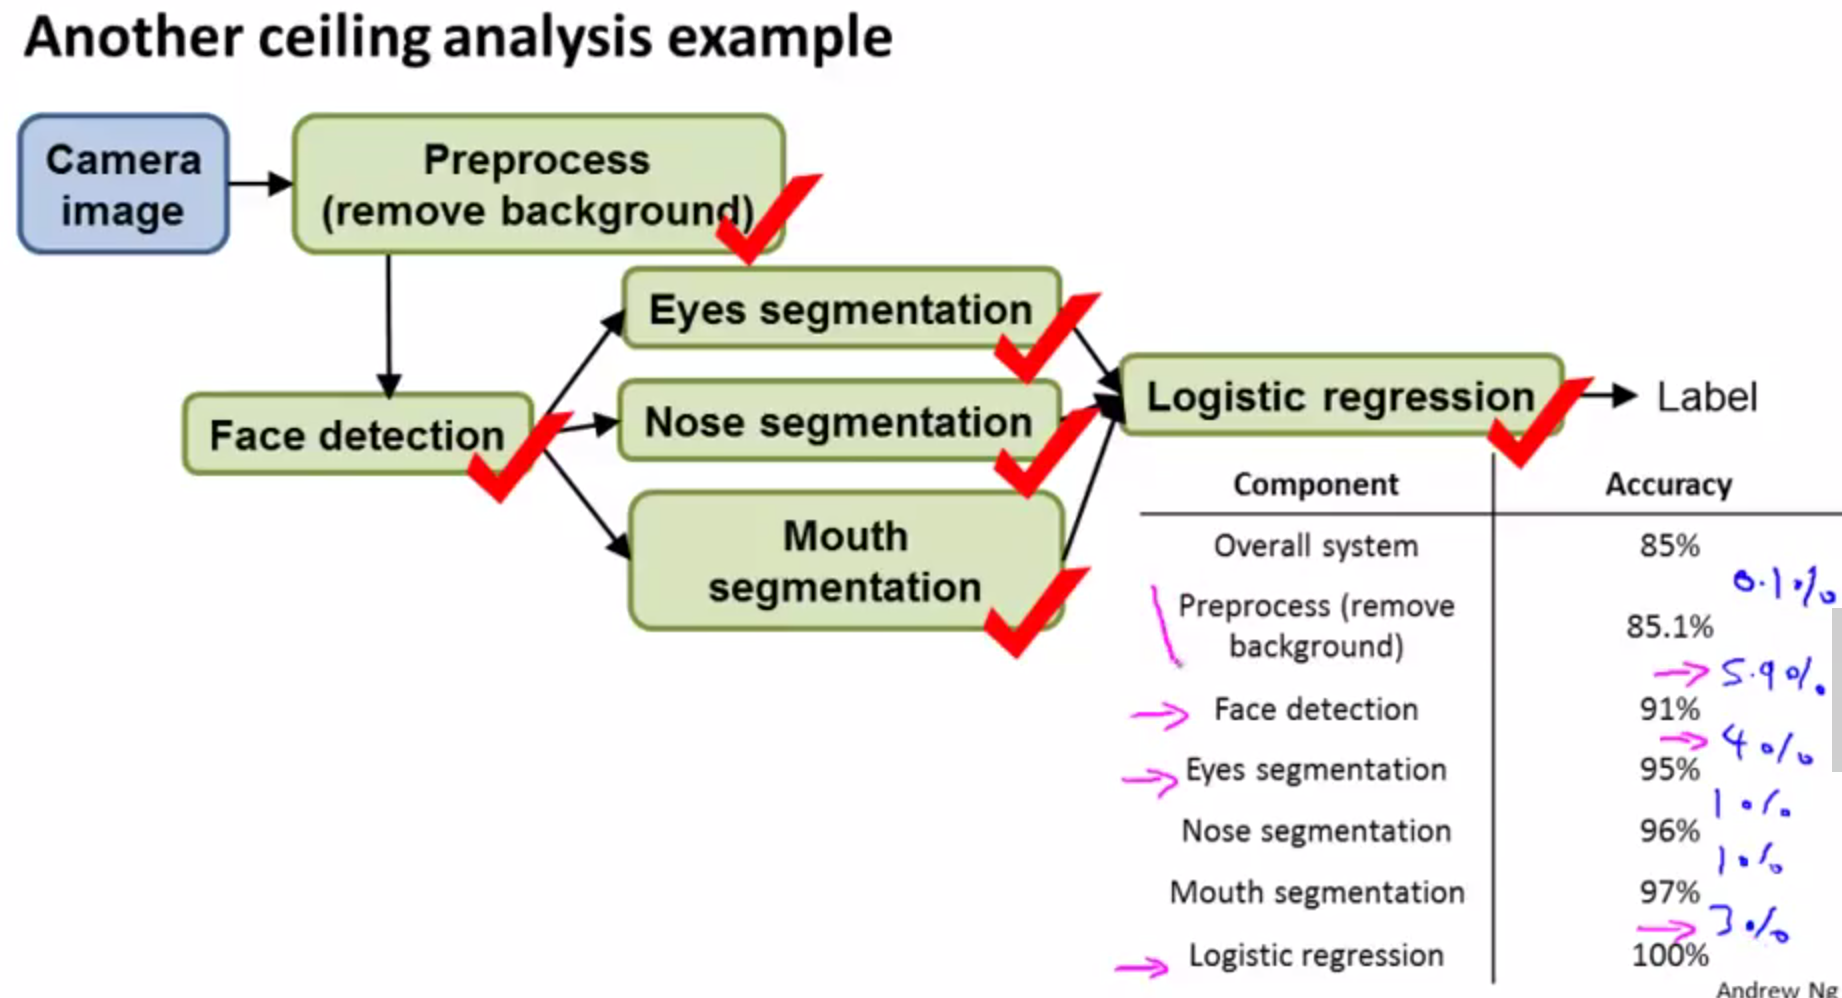 Another ceiling analysis example
Camera
image
Preprocess
(remove background)
Eyes segmentation
Face detection
Nose segmentation
Logistic regression
Label
Mouth
segmentation
Component Accuracy
Overall system 85%
0.1%
Preprocess (remove
background) 85.1%
5.9%
Face detection 91%
4%
Eyes segmentation 95%
1%
Nose segmentation 96%
1%
Mouth segmentation 97%
3%
Logistic regression 100%
Andrew Ng